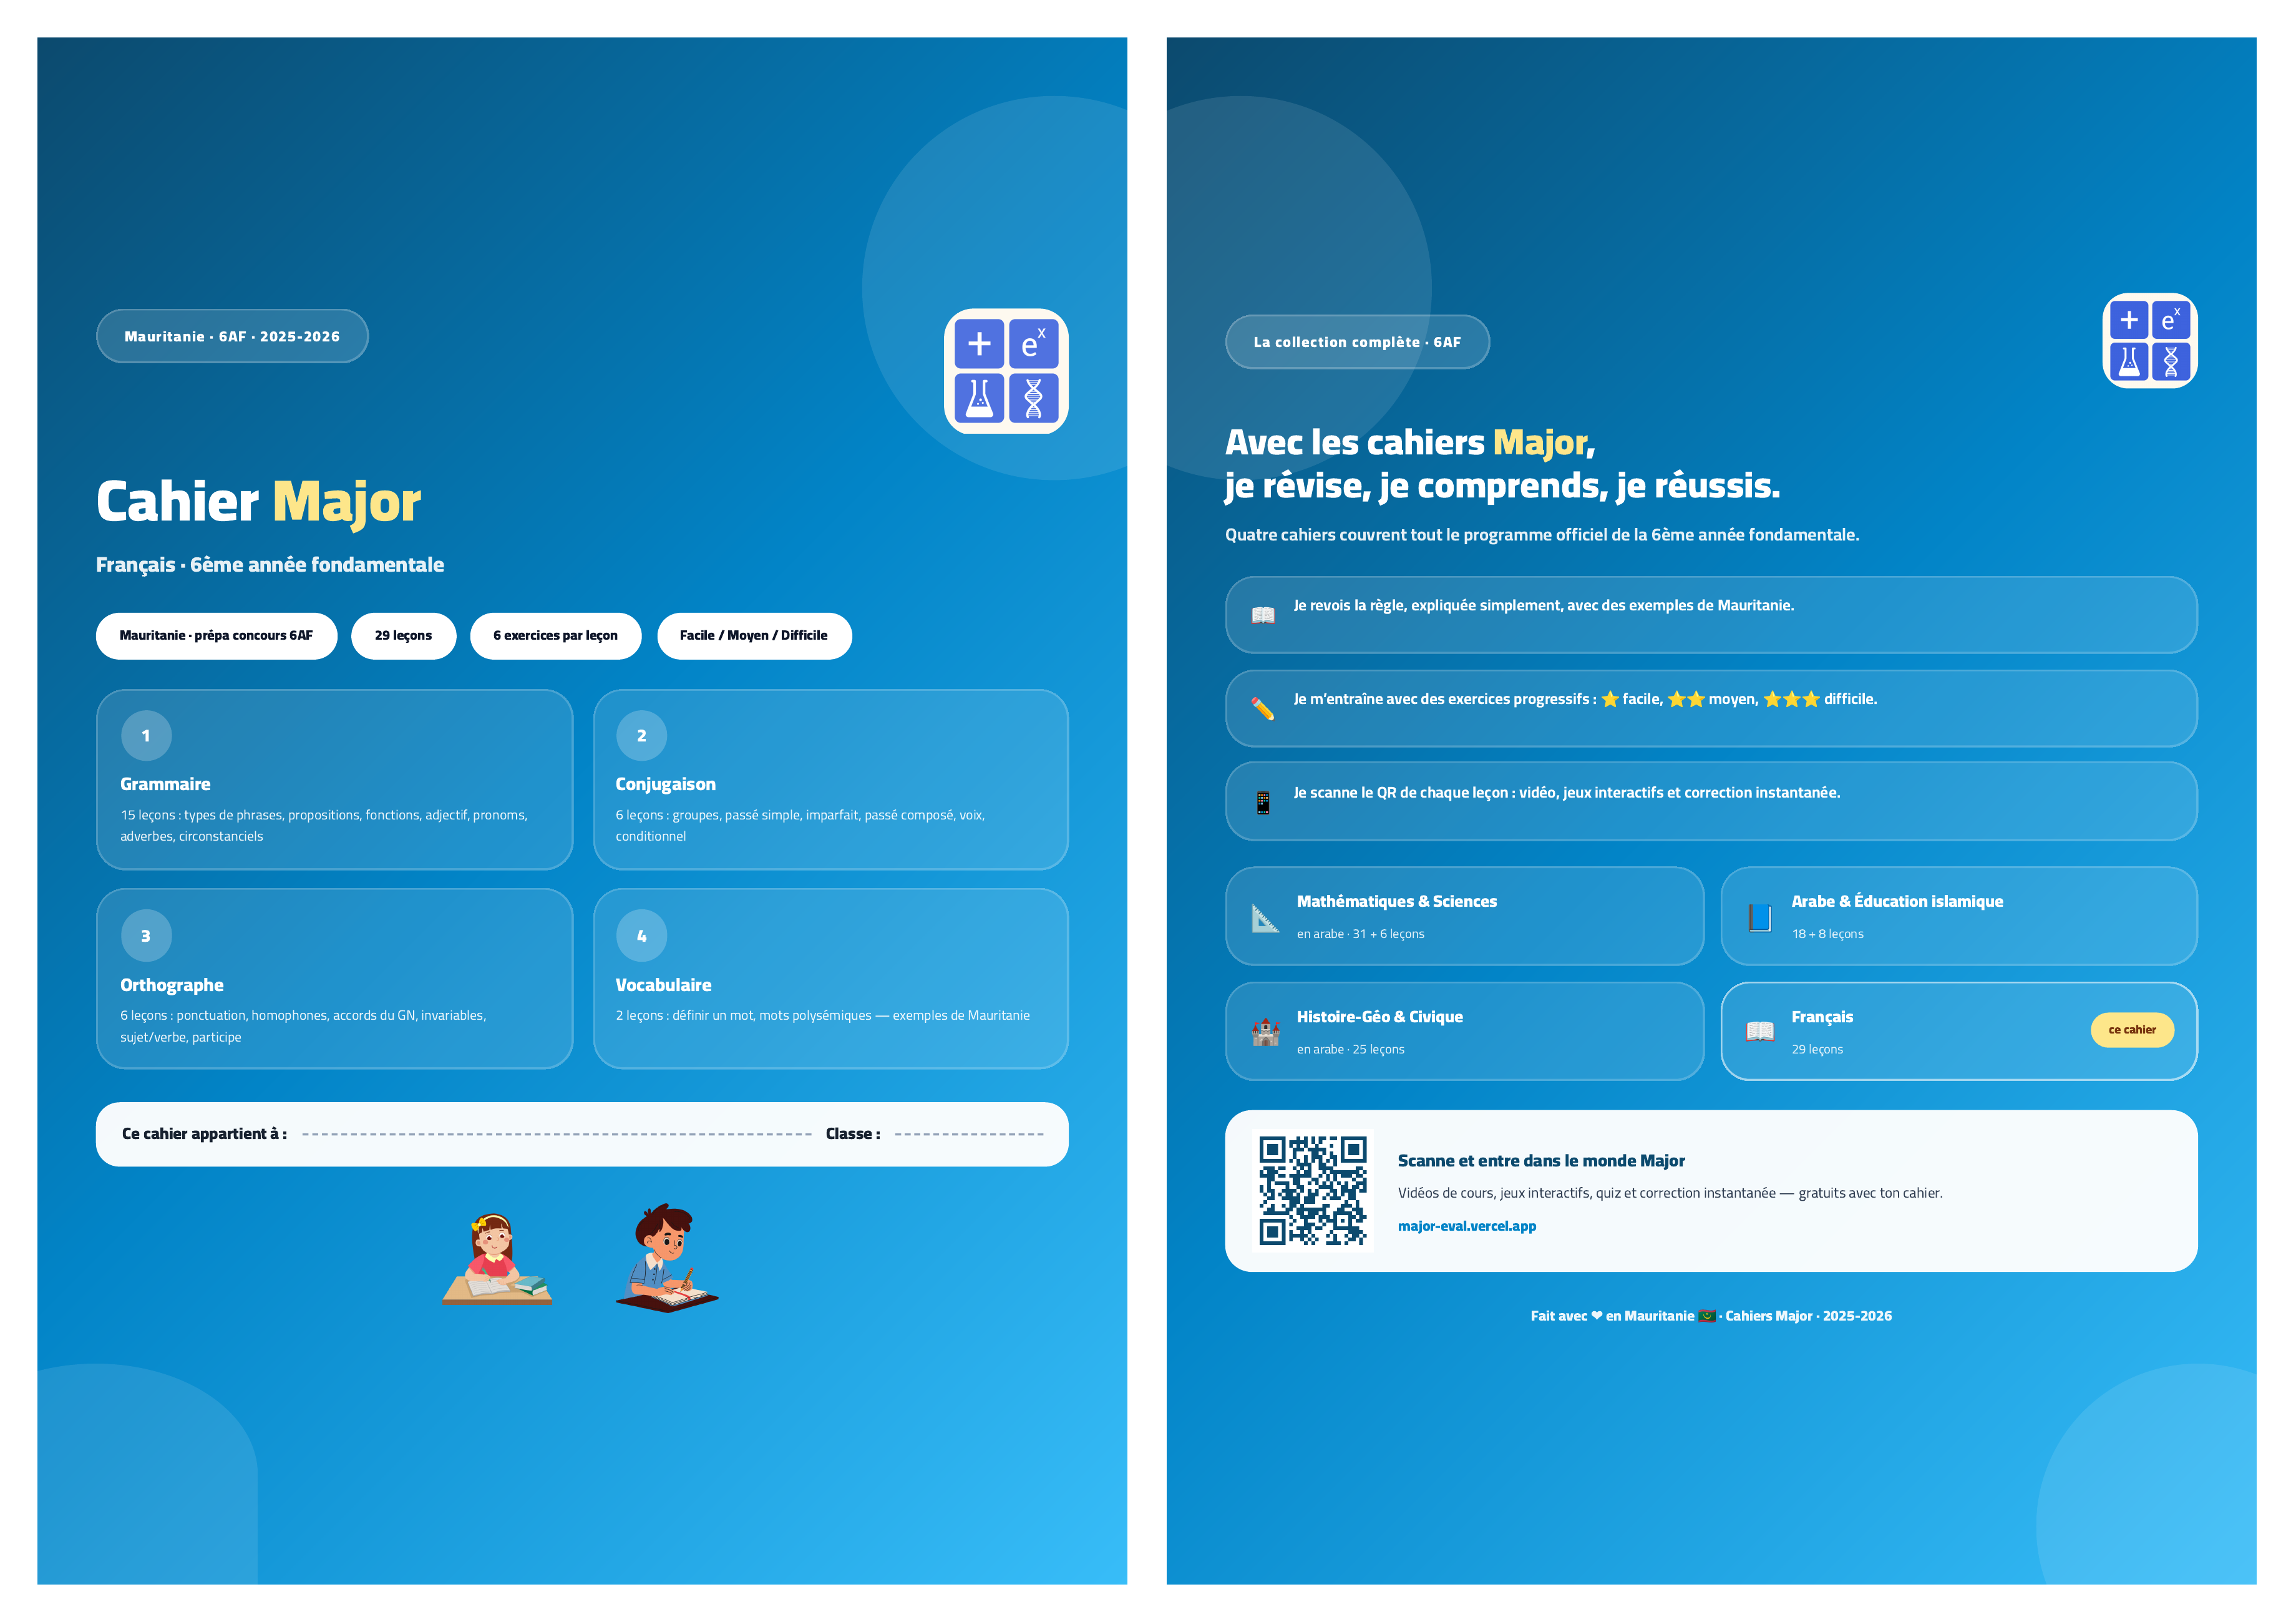 Mauritanie · 6AF · 2025-2026
+ eˣ
Cahier Major
Français · 6ème année fondamentale
Mauritanie · prépa concours 6AF
29 leçons
6 exercices par leçon
Facile / Moyen / Difficile
1
Grammaire
15 leçons : types de phrases, propositions, fonctions, adjectif, pronoms,
adverbes, circonstanciels
2
Conjugaison
6 leçons : groupes, passé simple, imparfait, passé composé, voix,
conditionnel
3
Orthographe
6 leçons : ponctuation, homophones, accords du GN, invariables,
sujet/verbe, participe
4
Vocabulaire
2 leçons : définir un mot, mots polysémiques — exemples de Mauritanie
Ce cahier appartient à : Classe :
La collection complète · 6AF
+ eˣ
Avec les cahiers Major,
je révise, je comprends, je réussis.
Quatre cahiers couvrent tout le programme officiel de la 6ème année fondamentale.
Je revois la règle, expliquée simplement, avec des exemples de Mauritanie.
Je m’entraîne avec des exercices progressifs : ⭐ facile, ⭐⭐ moyen, ⭐⭐⭐ difficile.
Je scanne le QR de chaque leçon : vidéo, jeux interactifs et correction instantanée.
Mathématiques & Sciences
en arabe · 31 + 6 leçons
Arabe & Éducation islamique
18 + 8 leçons
Histoire-Géo & Civique
en arabe · 25 leçons
Français
29 leçons
ce cahier
Scanne et entre dans le monde Major
Vidéos de cours, jeux interactifs, quiz et correction instantanée — gratuits avec ton cahier.
major-eval.vercel.app
Fait avec ❤ en Mauritanie 🇲🇷 · Cahiers Major · 2025-2026